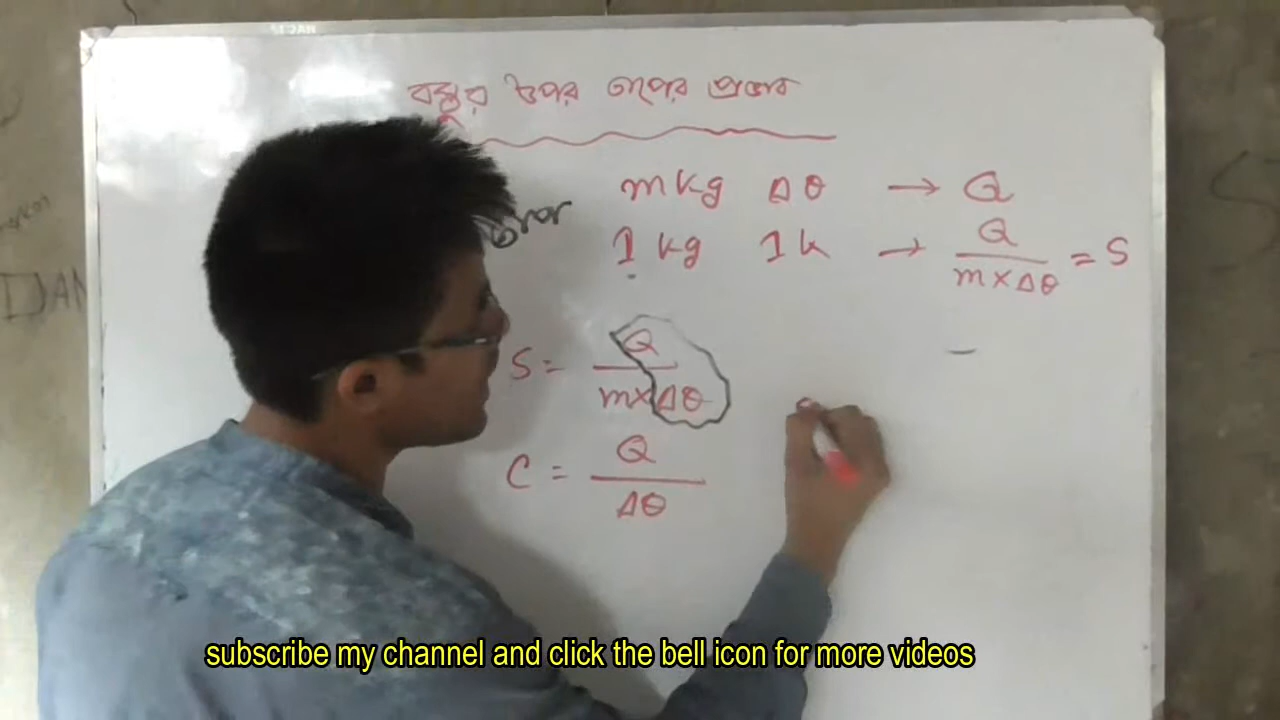 বস্তুর উপর তাপের প্রভাব
m kg Δθ → Q
1 kg 1 k → Q / m×Δθ = S
S = Q / m×Δθ
C = Q / Δθ
subscribe my channel and click the bell icon for more videos